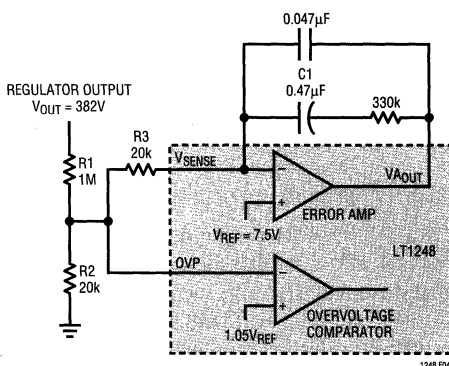 0.047µF
C1
0.47µF
330k
REGULATOR OUTPUT
VOUT = 382V
R3
20k
VSENSE
R1
1M
−
+
VAOUT
ERROR AMP
VREF = 7.5V
LT1248
R2
20k
OVP
−
+
OVERVOLTAGE
COMPARATOR
1.05VREF